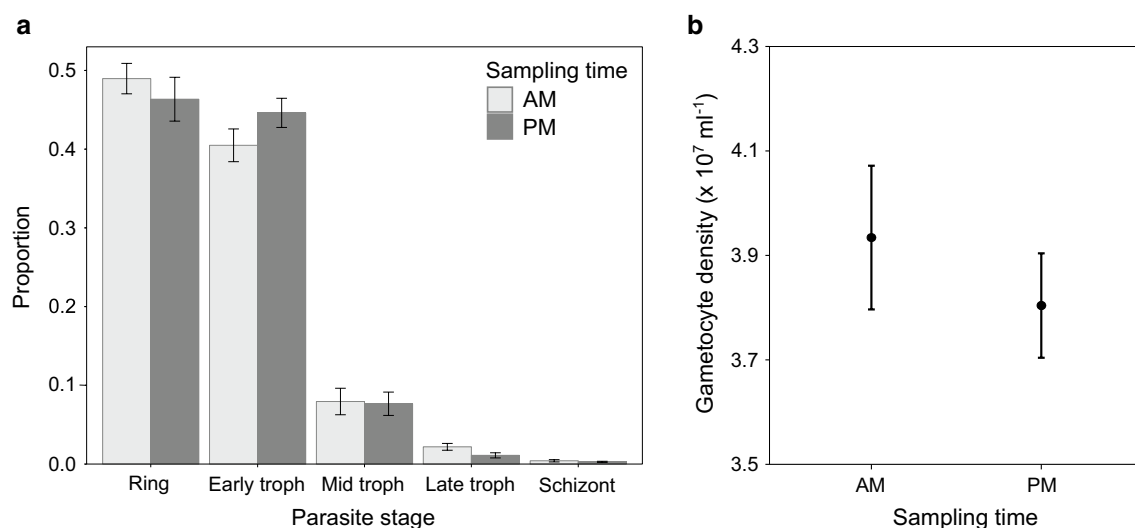 a
Proportion
0.5
0.4
0.3
0.2
0.1
0.0
Sampling time
AM
PM
Ring Early troph Mid troph Late troph Schizont
Parasite stage
b
Gametocyte density (x 10⁷ ml⁻¹)
4.3
4.1
3.9
3.7
3.5
AM PM
Sampling time